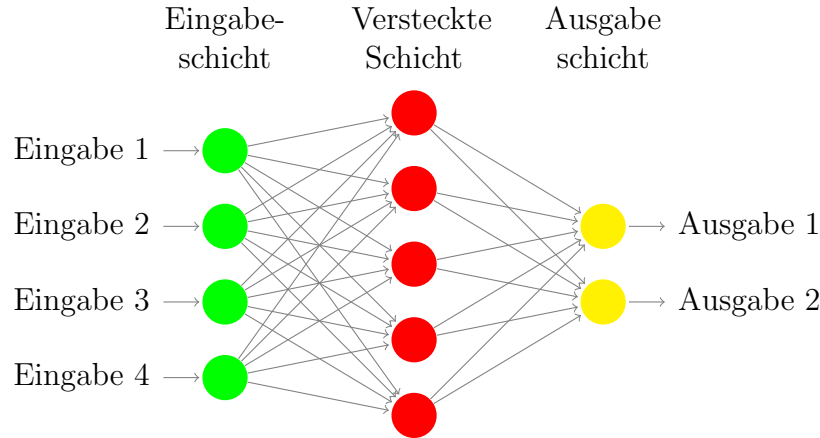 Eingabe-
schicht
Versteckte
Schicht
Ausgabe
schicht
Eingabe 1
Eingabe 2
Eingabe 3
Eingabe 4
Ausgabe 1
Ausgabe 2